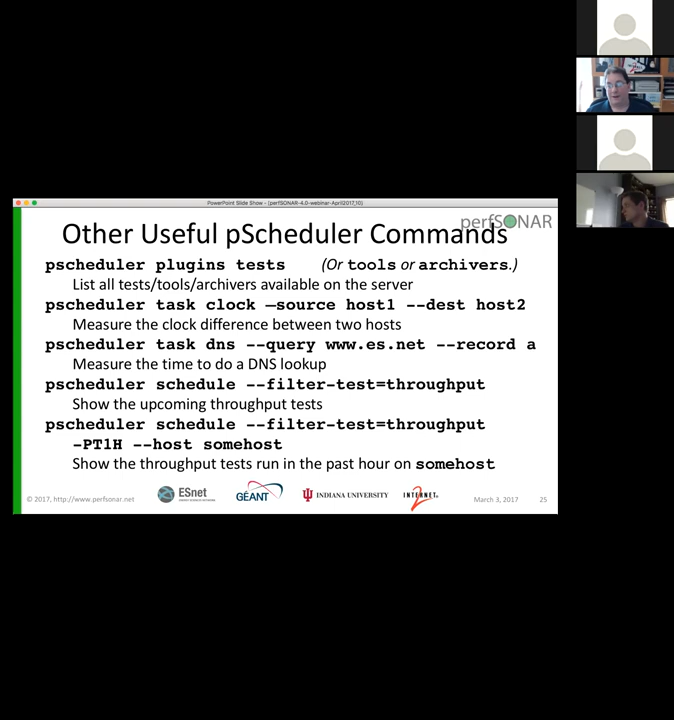 PowerPoint Slide Show - [perfSONAR-4.0-webinar-April2017_10]
perfSONAR
Other Useful pScheduler Commands
pscheduler plugins tests (Or tools or archivers.)
List all tests/tools/archivers available on the server
pscheduler task clock —source host1 --dest host2
Measure the clock difference between two hosts
pscheduler task dns --query www.es.net --record a
Measure the time to do a DNS lookup
pscheduler schedule --filter-test=throughput
Show the upcoming throughput tests
pscheduler schedule --filter-test=throughput
-PT1H --host somehost
Show the throughput tests run in the past hour on somehost
© 2017, http://www.perfsonar.net
ESnet
ENERGY SCIENCES NETWORK
GÉANT
INDIANA UNIVERSITY
INTERNET2
March 3, 2017
25